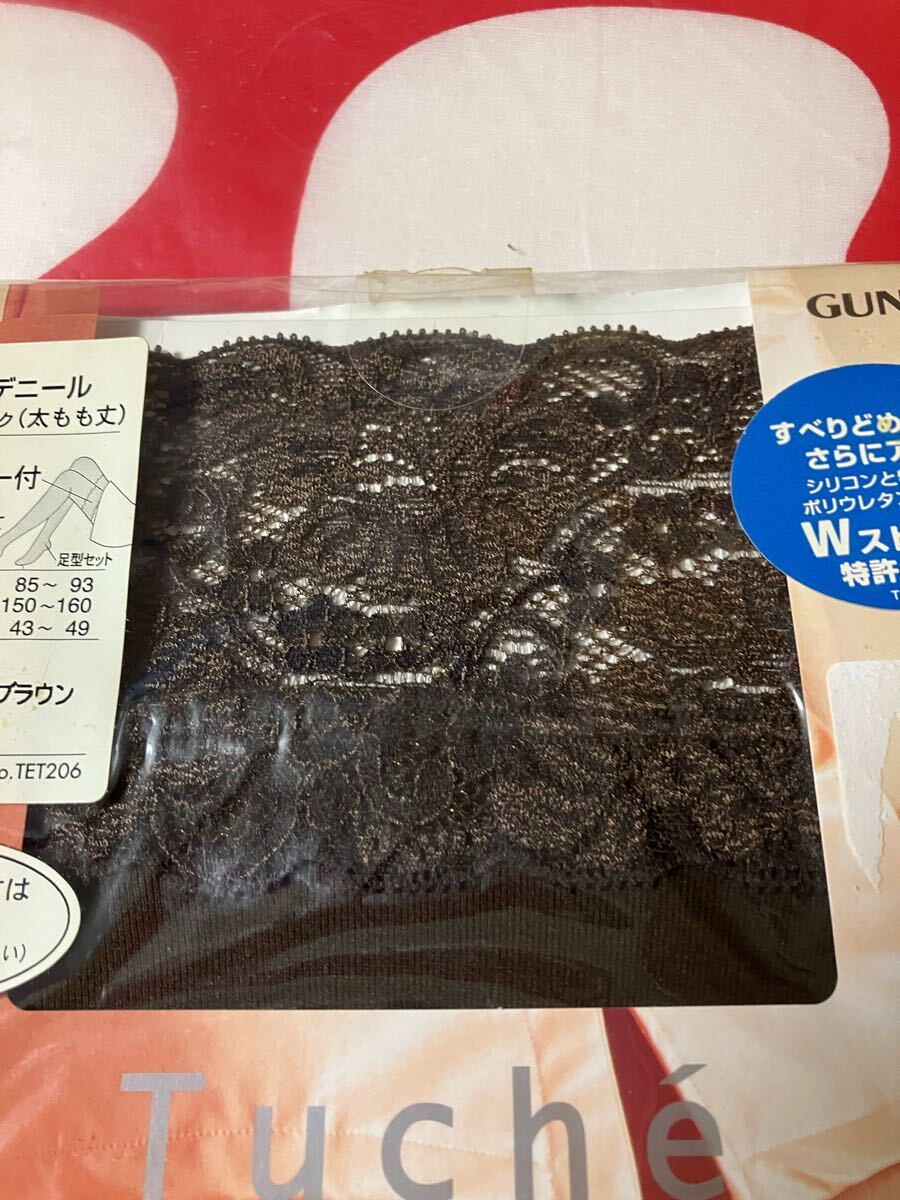 デニール
ク(太もも丈)
ー付
足型セット
85～ 93
150～160
43～ 49
ブラウン
o.TET206
は
い)
GUN
すべりどめ
さらにア
シリコンと
ポリウレタン
Wスト
特許
T
Tuché